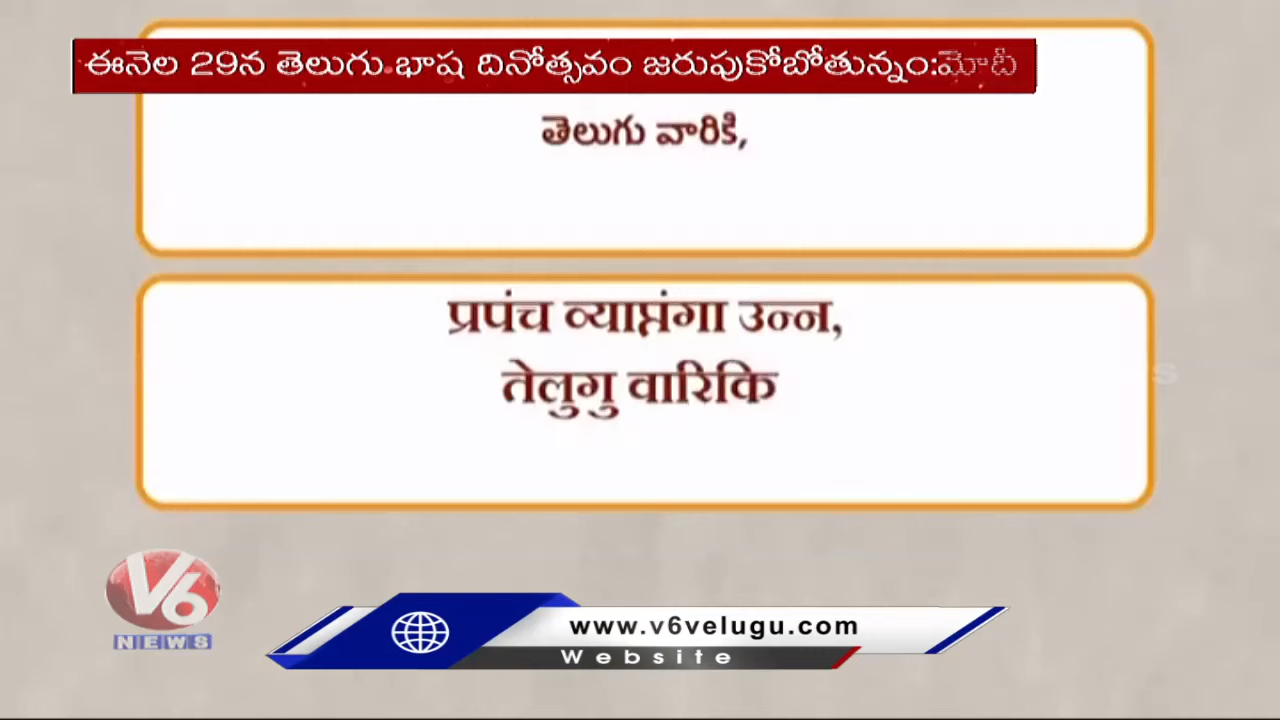 ఈనెల 29న తెలుగు భాష దినోత్సవం జరుపుకోబోతున్నం:మోదీ
తెలుగు వారికి,
प्रपंच व्याप्तंगा उन्न,
तेलुगु वारिकि
V6
NEWS
www.v6velugu.com
Website